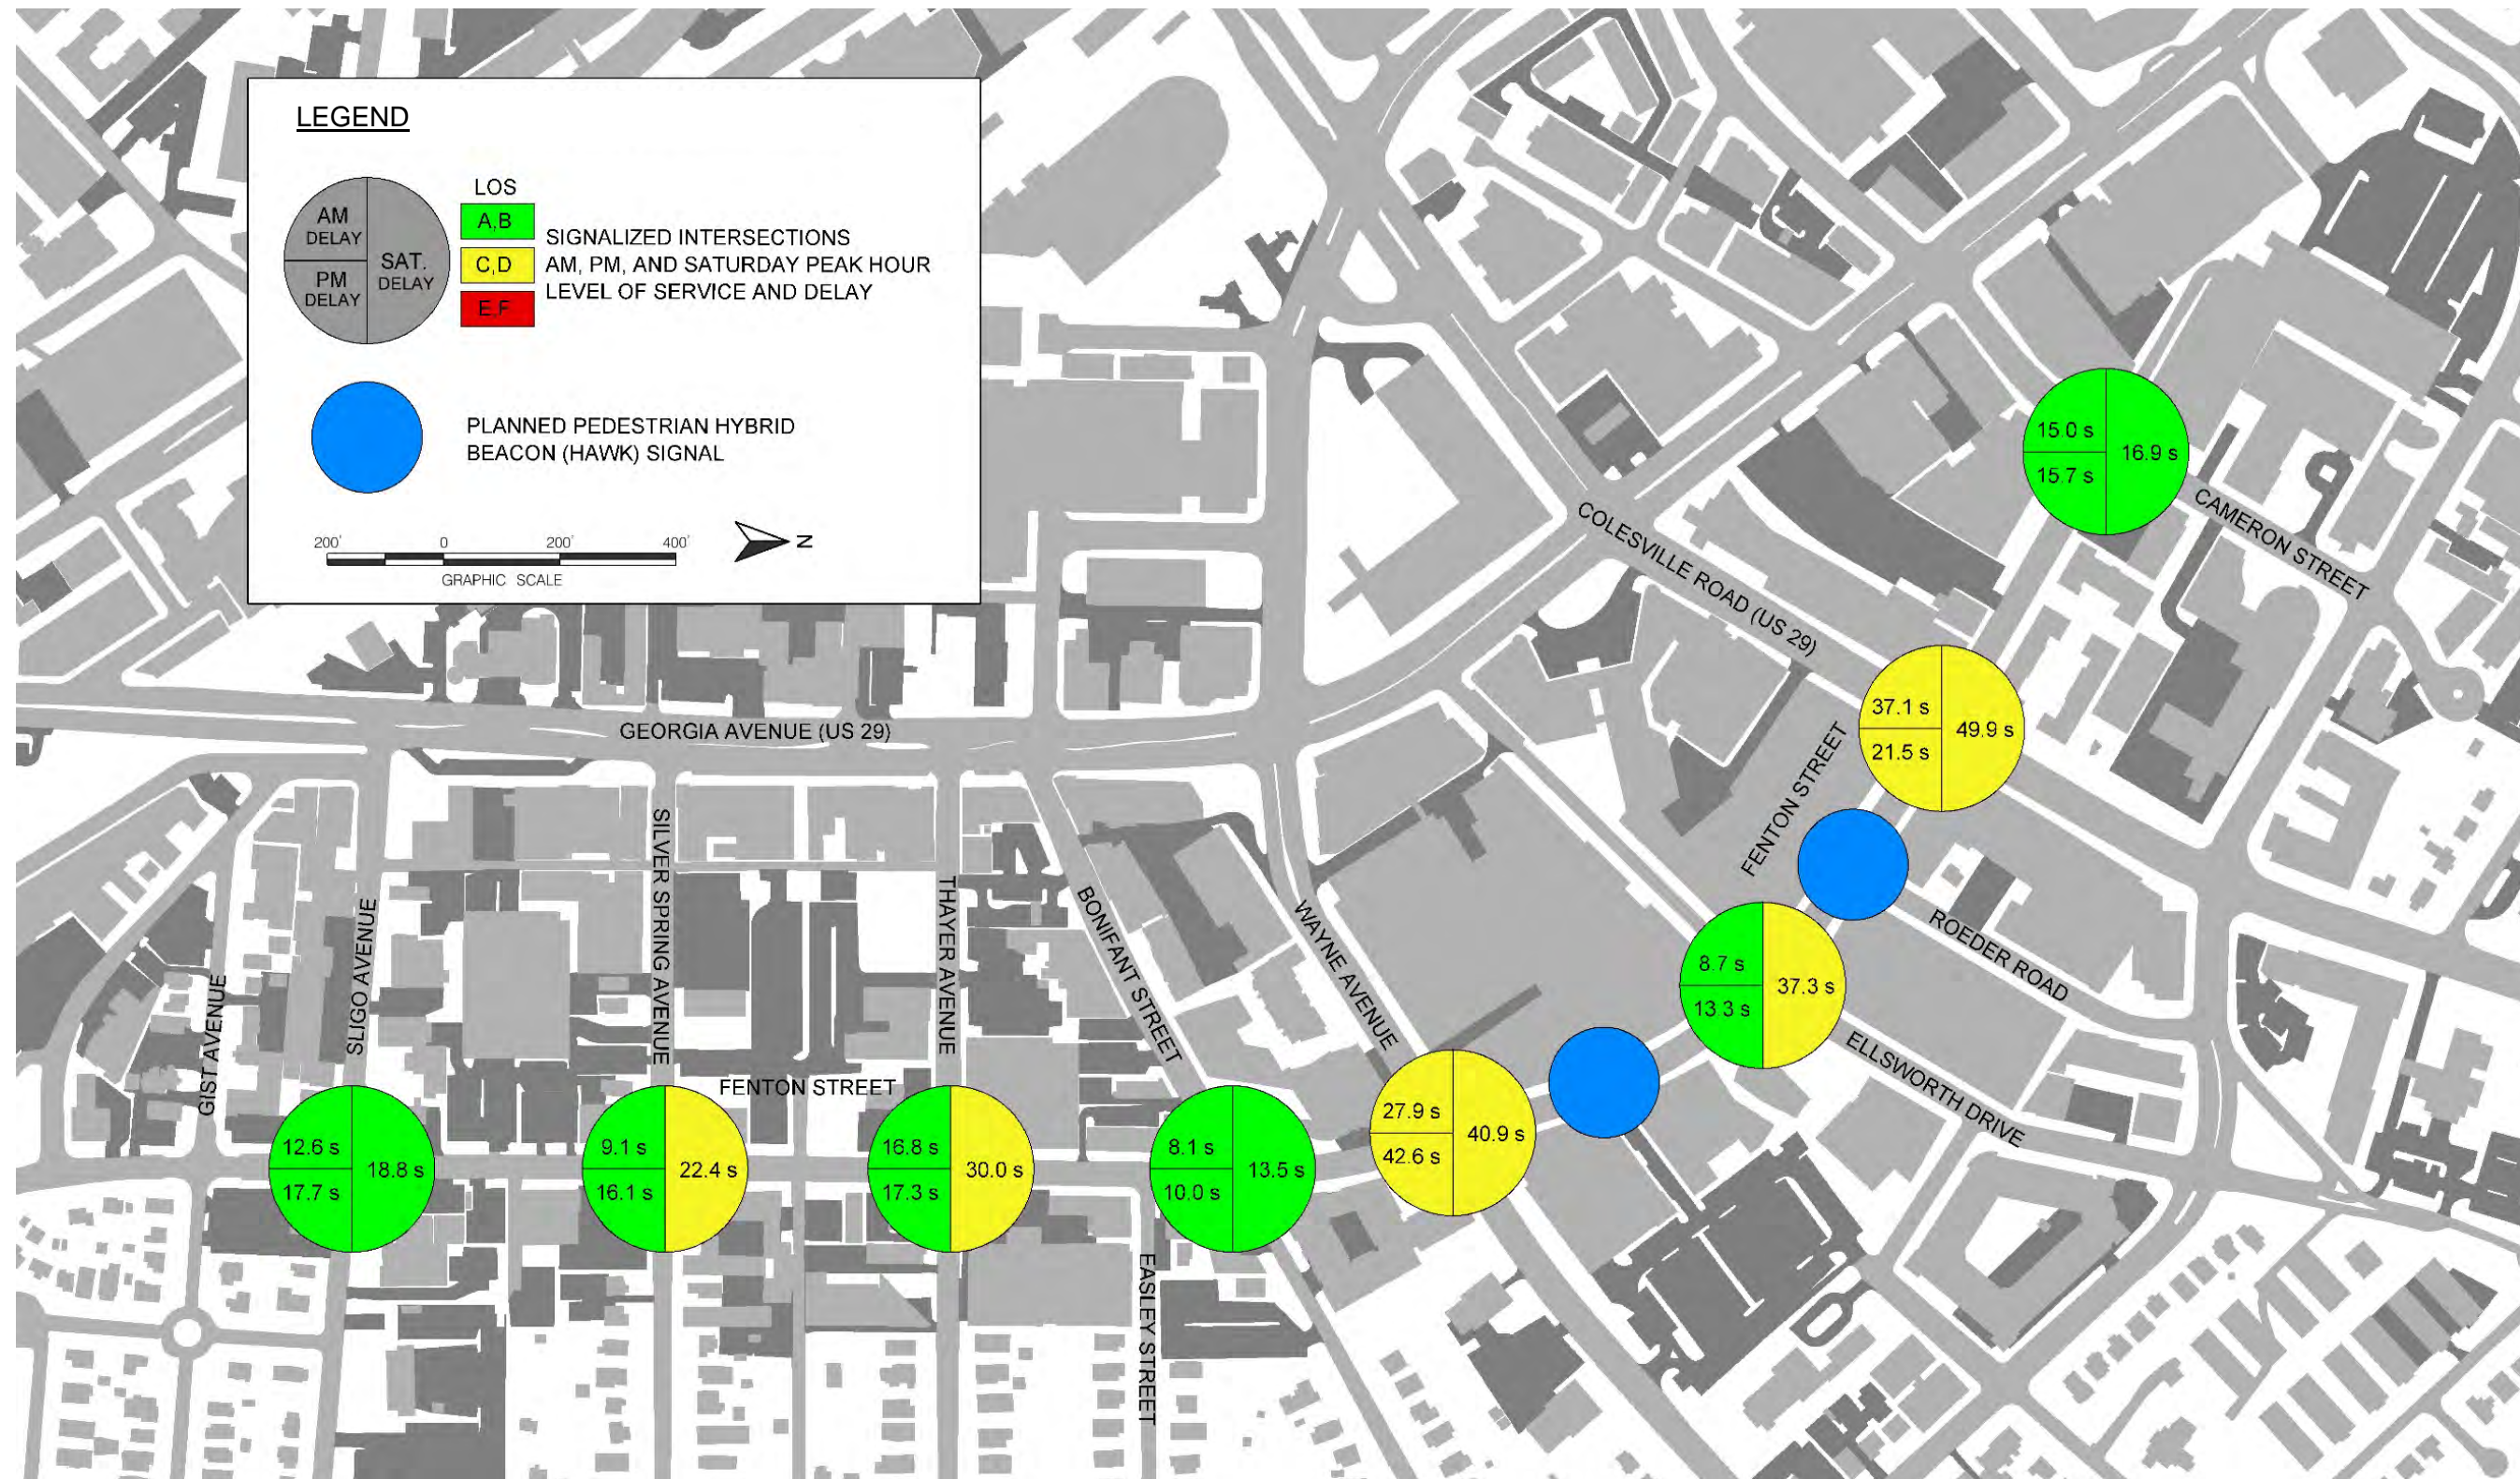 LEGEND
AM
DELAY
PM
DELAY
SAT.
DELAY
LOS
A,B
C,D
E,F
SIGNALIZED INTERSECTIONS
AM, PM, AND SATURDAY PEAK HOUR
LEVEL OF SERVICE AND DELAY
PLANNED PEDESTRIAN HYBRID
BEACON (HAWK) SIGNAL
200'
0
200'
400'
GRAPHIC SCALE
N
15.0 s
15.7 s
16.9 s
CAMERON STREET
COLESVILLE ROAD (US 29)
37.1 s
21.5 s
49.9 s
GEORGIA AVENUE (US 29)
FENTON STREET
ROEDER ROAD
8.7 s
13.3 s
37.3 s
ELLSWORTH DRIVE
GIST AVENUE
SLIGO AVENUE
SILVER SPRING AVENUE
THAYER AVENUE
BONIFANT STREET
WAYNE AVENUE
FENTON STREET
12.6 s
17.7 s
18.8 s
9.1 s
16.1 s
22.4 s
16.8 s
17.3 s
30.0 s
8.1 s
10.0 s
13.5 s
27.9 s
42.6 s
40.9 s
EASLEY STREET